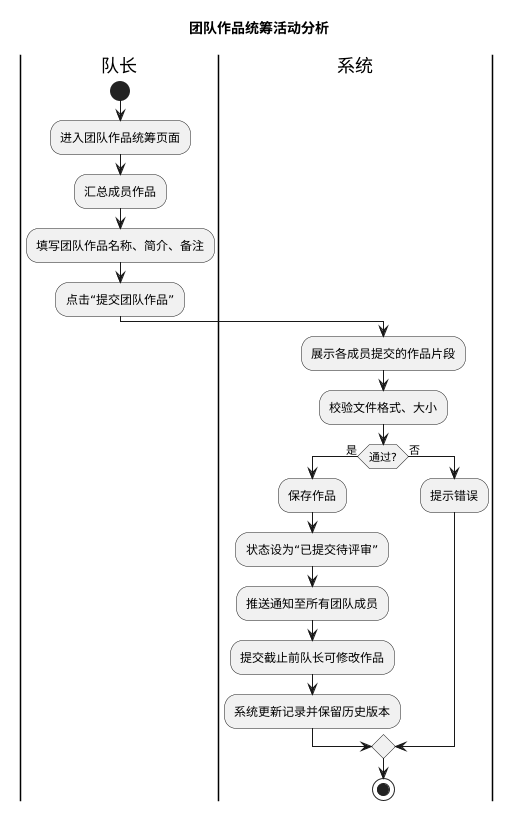 团队作品统筹活动分析
队长
系统
进入团队作品统筹页面
汇总成员作品
填写团队作品名称、简介、备注
点击“提交团队作品”
展示各成员提交的作品片段
校验文件格式、大小
通过?
是
否
保存作品
提示错误
状态设为“已提交待评审”
推送通知至所有团队成员
提交截止前队长可修改作品
系统更新记录并保留历史版本